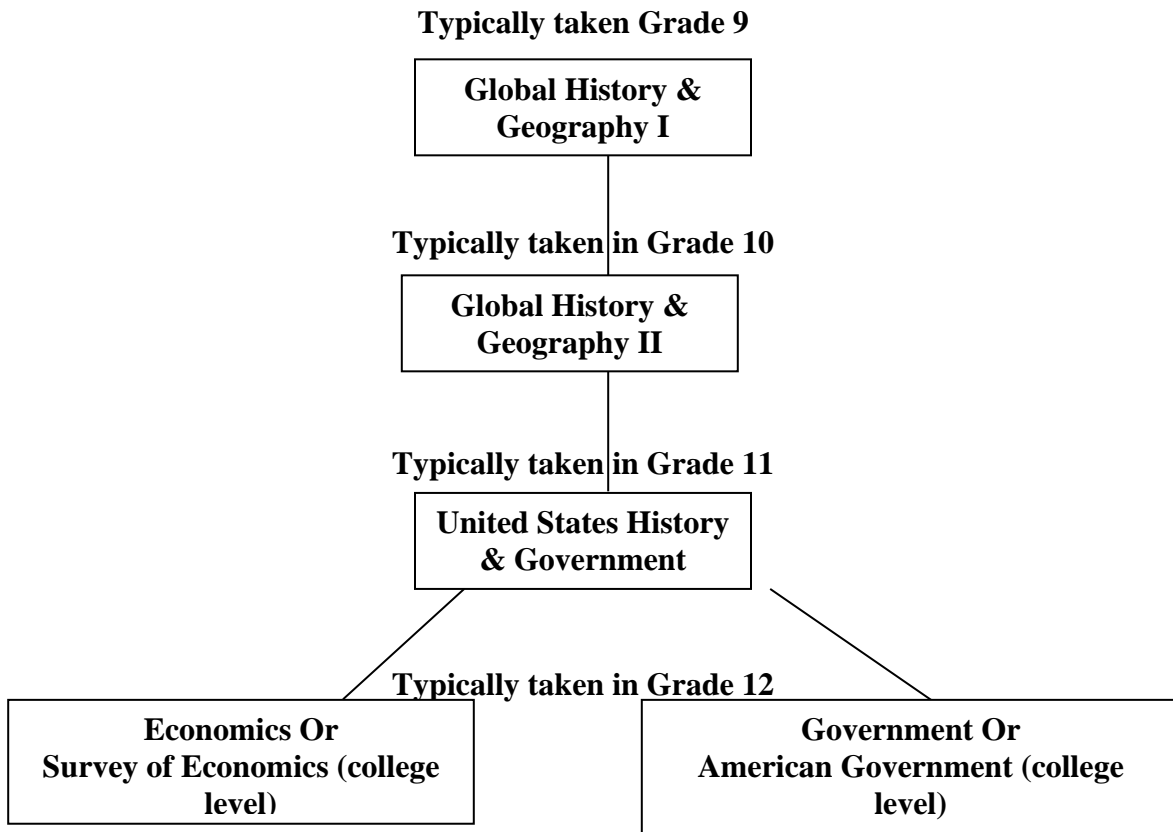 Typically taken Grade 9
Global History &
Geography I
Typically taken in Grade 10
Global History &
Geography II
Typically taken in Grade 11
United States History
& Government
Typically taken in Grade 12
Economics Or
Survey of Economics (college
level)
Government Or
American Government (college
level)